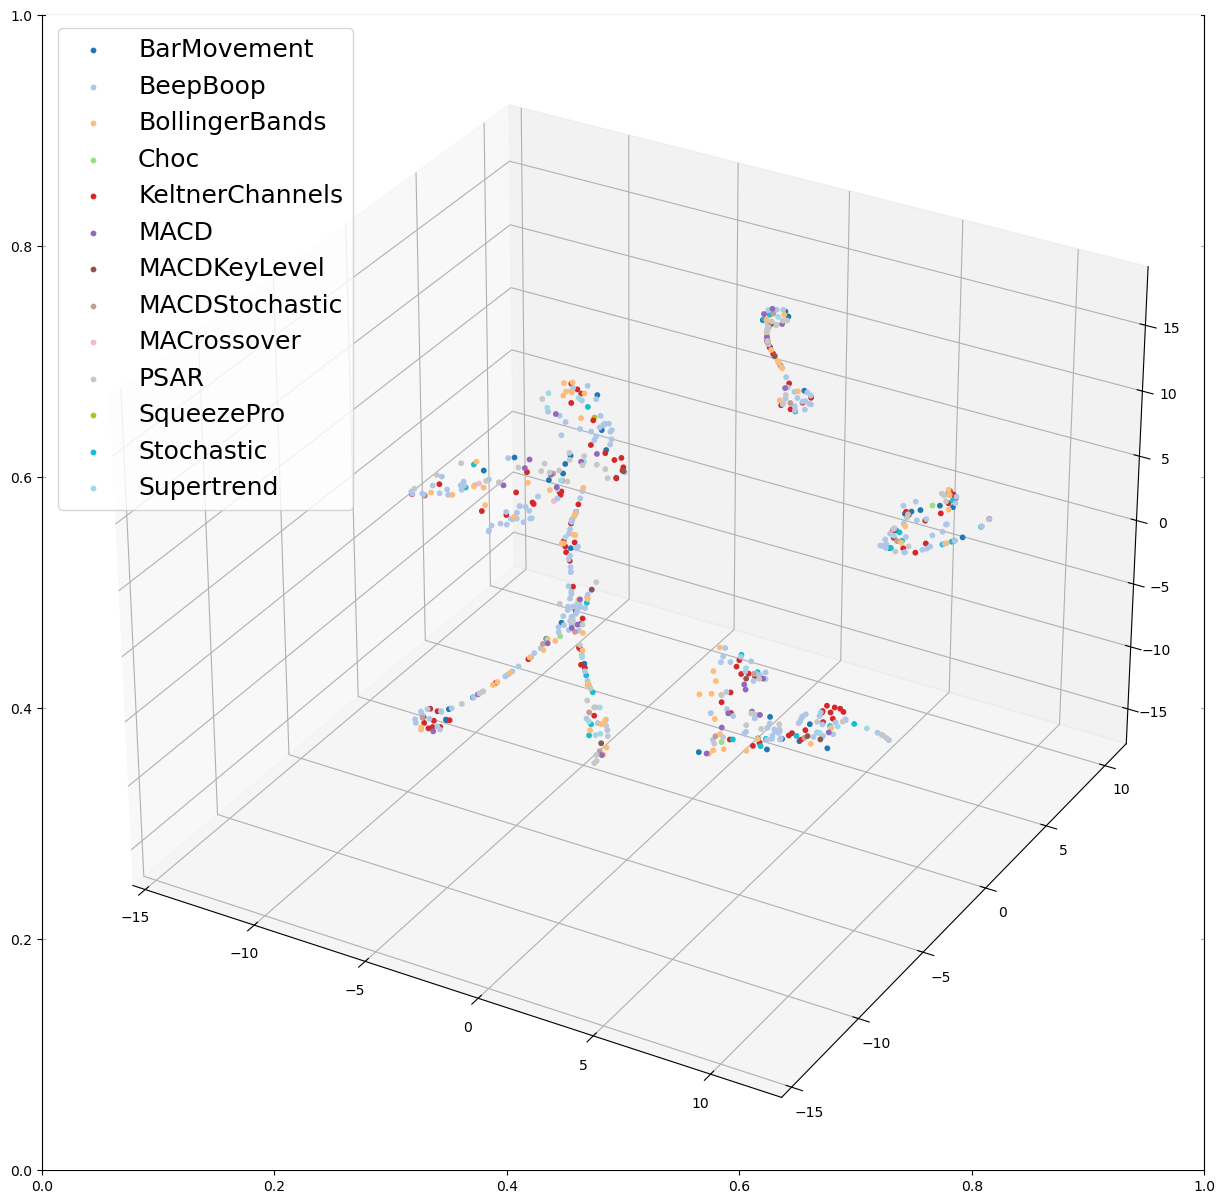 1.0
BarMovement
BeepBoop
BollingerBands
Choc
KeltnerChannels
MACD
MACDKeyLevel
MACDStochastic
MACrossover
PSAR
SqueezePro
Stochastic
Supertrend
0.8
0.6
0.4
0.2
0.0
15
10
5
0
−5
−10
−15
10
5
0
−5
−10
−15
−15
−10
−5
0
5
10
0.0
0.2
0.4
0.6
0.8
1.0